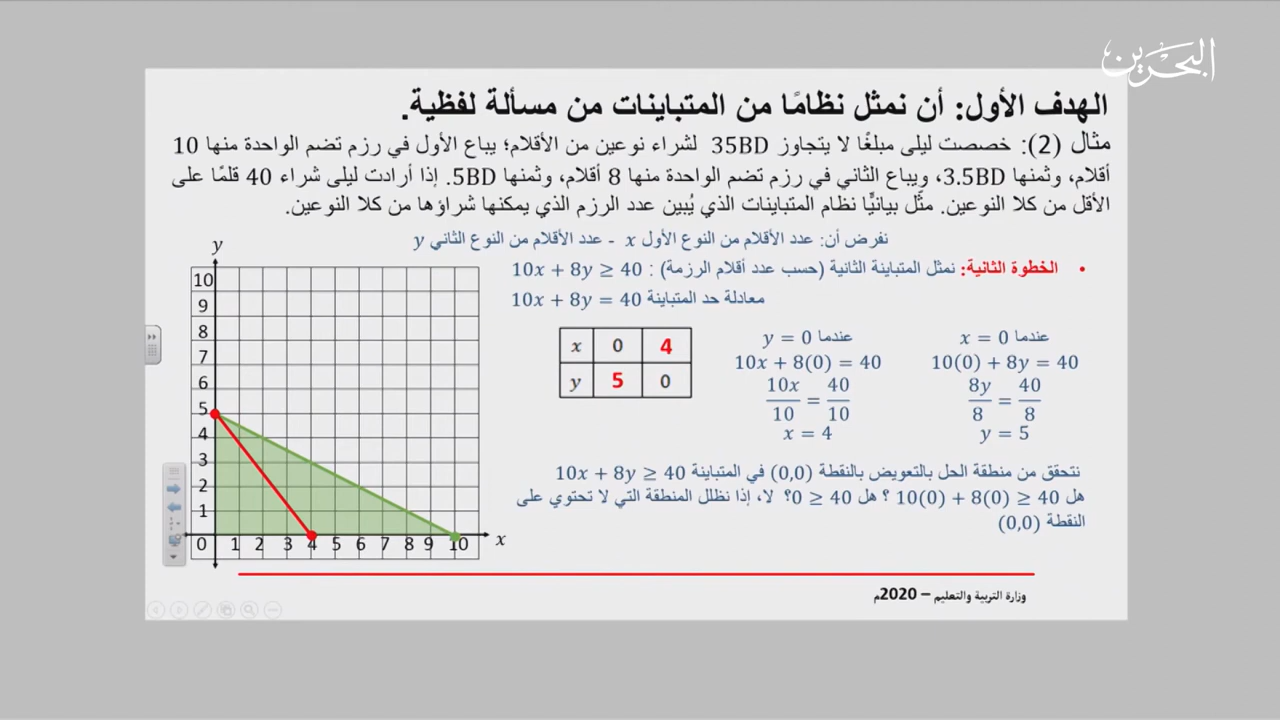 البحرين
الهدف الأول: أن نمثل نظامًا من المتباينات من مسألة لفظية.
مثال (2): خصصت ليلى مبلغًا لا يتجاوز 35BD لشراء نوعين من الأقلام؛ يباع الأول في رزم تضم الواحدة منها 10
أقلام، وثمنها 3.5BD، ويباع الثاني في رزم تضم الواحدة منها 8 أقلام، وثمنها 5BD. إذا أرادت ليلى شراء 40 قلمًا على
الأقل من كلا النوعين. مثّل بيانيًّا نظام المتباينات الذي يُبين عدد الرزم الذي يمكنها شراؤها من كلا النوعين.
نفرض أن: عدد الأقلام من النوع الأول x - عدد الأقلام من النوع الثاني y
• الخطوة الثانية: نمثل المتباينة الثانية (حسب عدد أقلام الرزمة) : 10x + 8y ≥ 40
معادلة حد المتباينة 10x + 8y = 40
عندما x = 0
10(0) + 8y = 40
8y/8 = 40/8
y = 5
عندما y = 0
10x + 8(0) = 40
10x/10 = 40/10
x = 4
x 0 4
y 5 0
نتحقق من منطقة الحل بالتعويض بالنقطة (0,0) في المتباينة 10x + 8y ≥ 40
هل 10(0) + 8(0) ≥ 40 ؟ هل 0 ≥ 40؟ لا، إذا نظلل المنطقة التي لا تحتوي على
النقطة (0,0)
y
10
9
8
7
6
5
4
3
2
1
0 1 2 3 4 5 6 7 8 9 10 x
وزارة التربية والتعليم – 2020م